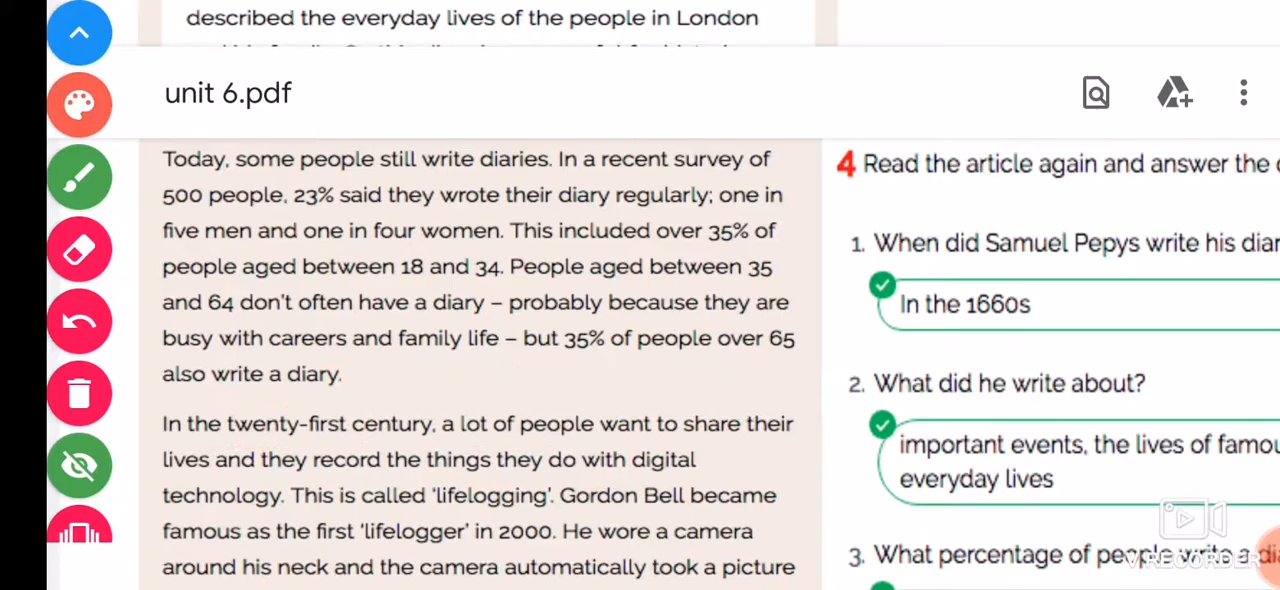 described the everyday lives of the people in London
unit 6.pdf
Today, some people still write diaries. In a recent survey of
500 people, 23% said they wrote their diary regularly; one in
five men and one in four women. This included over 35% of
people aged between 18 and 34. People aged between 35
and 64 don't often have a diary – probably because they are
busy with careers and family life – but 35% of people over 65
also write a diary.
In the twenty-first century, a lot of people want to share their
lives and they record the things they do with digital
technology. This is called 'lifelogging'. Gordon Bell became
famous as the first 'lifelogger' in 2000. He wore a camera
around his neck and the camera automatically took a picture
4 Read the article again and answer the
1. When did Samuel Pepys write his
In the 1660s
2. What did he write about?
important events, the lives of
everyday lives
3. What percentage of people write a
VRECORDER